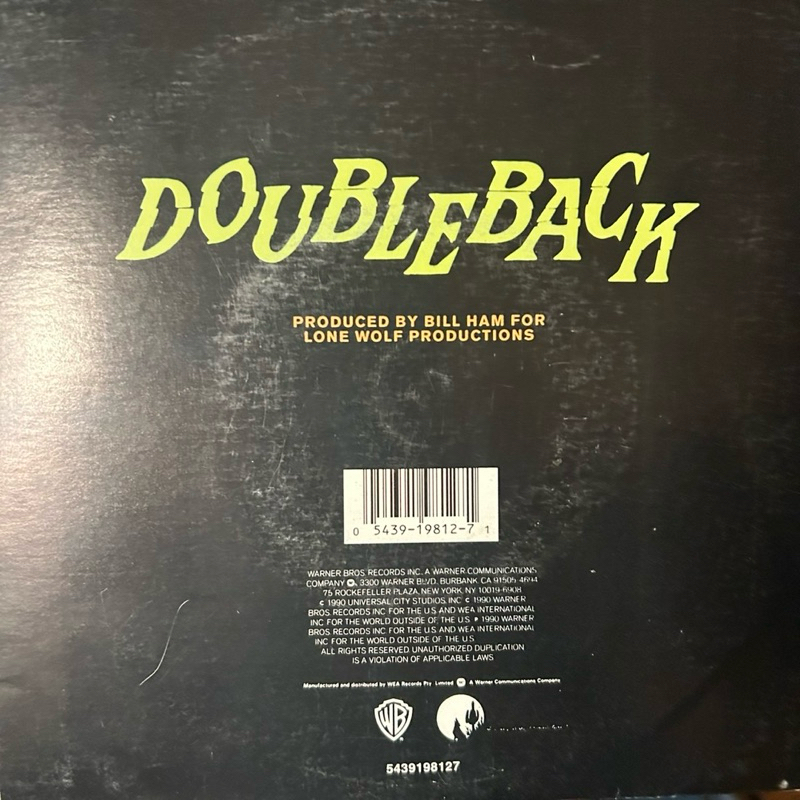 DOUBLEBACK
PRODUCED BY BILL HAM FOR
LONE WOLF PRODUCTIONS
0 5439-19812-7 1
WARNER BROS. RECORDS INC. A WARNER COMMUNICATIONS
COMPANY 3300 WARNER BLVD. BURBANK, CA 91505-4694
75 ROCKEFELLER PLAZA, NEW YORK, NY 10019-6908
© 1990 UNIVERSAL CITY STUDIOS, INC. © 1990 WARNER
BROS. RECORDS INC. FOR THE U.S. AND WEA INTERNATIONAL
INC. FOR THE WORLD OUTSIDE OF THE U.S. ℗ 1990 WARNER
BROS. RECORDS INC. FOR THE U.S. AND WEA INTERNATIONAL
INC. FOR THE WORLD OUTSIDE OF THE U.S.
ALL RIGHTS RESERVED. UNAUTHORIZED DUPLICATION
IS A VIOLATION OF APPLICABLE LAWS
Manufactured and distributed by WEA Records Pty. Limited A Warner Communications Company
WB
5439198127